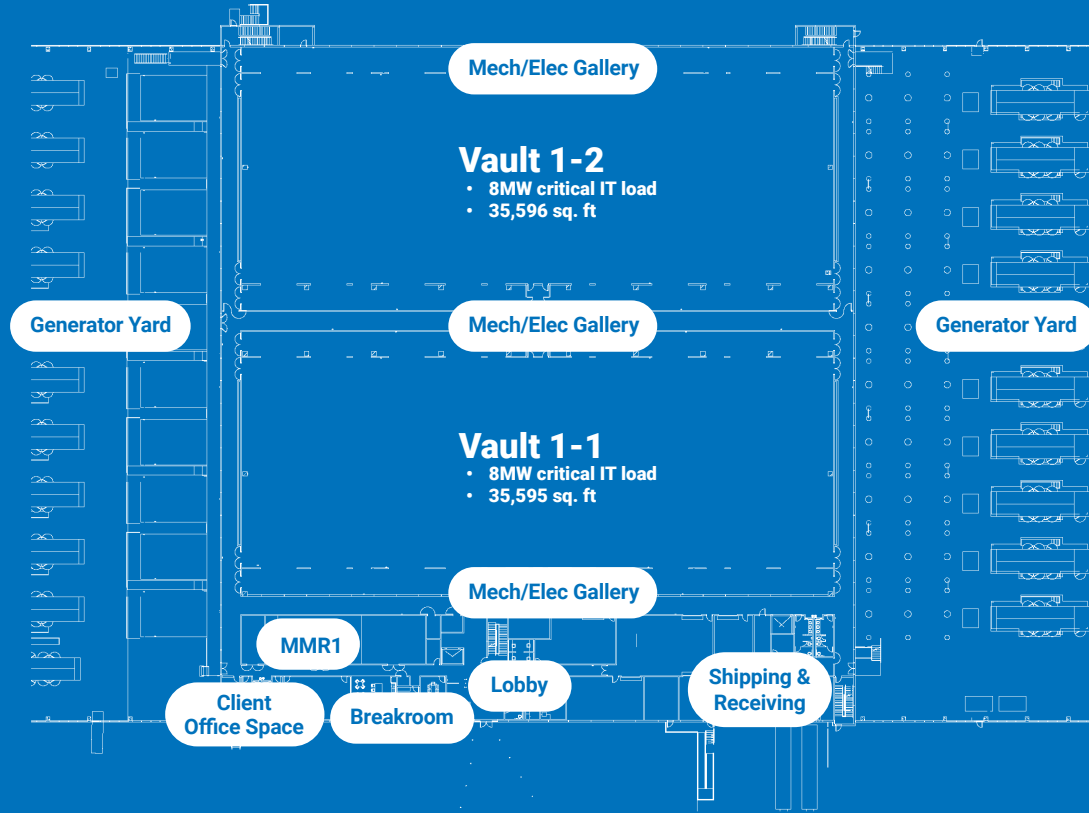 Mech/Elec Gallery
Vault 1-2
• 8MW critical IT load
• 35,596 sq. ft
Generator Yard
Mech/Elec Gallery
Generator Yard
Vault 1-1
• 8MW critical IT load
• 35,595 sq. ft
Mech/Elec Gallery
MMR1
Client
Office Space
Breakroom
Lobby
Shipping &
Receiving